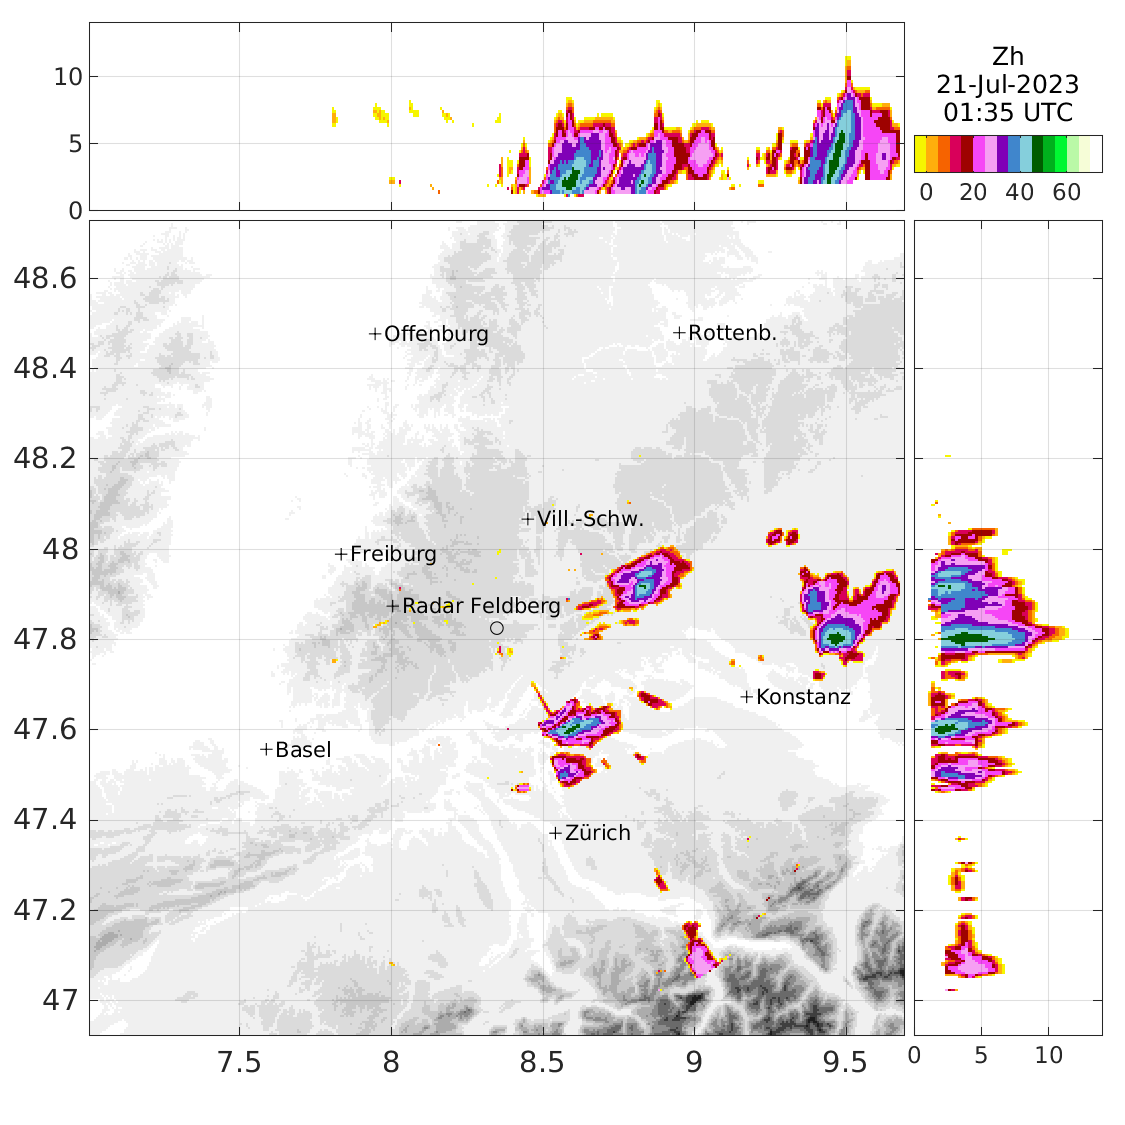 10
5
0
Zh
21-Jul-2023
01:35 UTC
0 20 40 60
48.6
48.4
48.2
48
47.8
47.6
47.4
47.2
47
Offenburg
Rottenb.
Vill.-Schw.
Freiburg
Radar Feldberg
Konstanz
Basel
Zürich
7.5 8 8.5 9 9.5
0 5 10